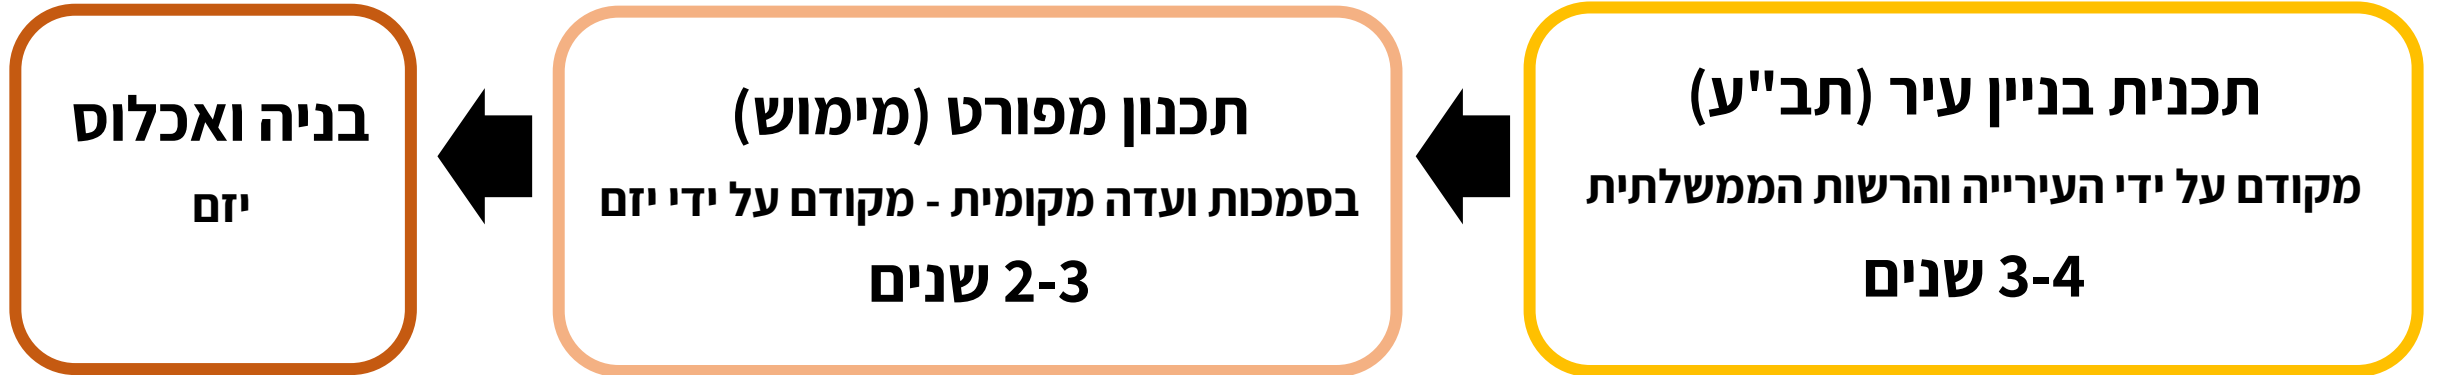 תכנית בניין עיר (תב"ע)
מקודם על ידי העירייה והרשות הממשלתית
3-4 שנים
תכנון מפורט (מימוש)
בסמכות ועדה מקומית - מקודם על ידי יזם
2-3 שנים
בניה ואכלוס
יזם